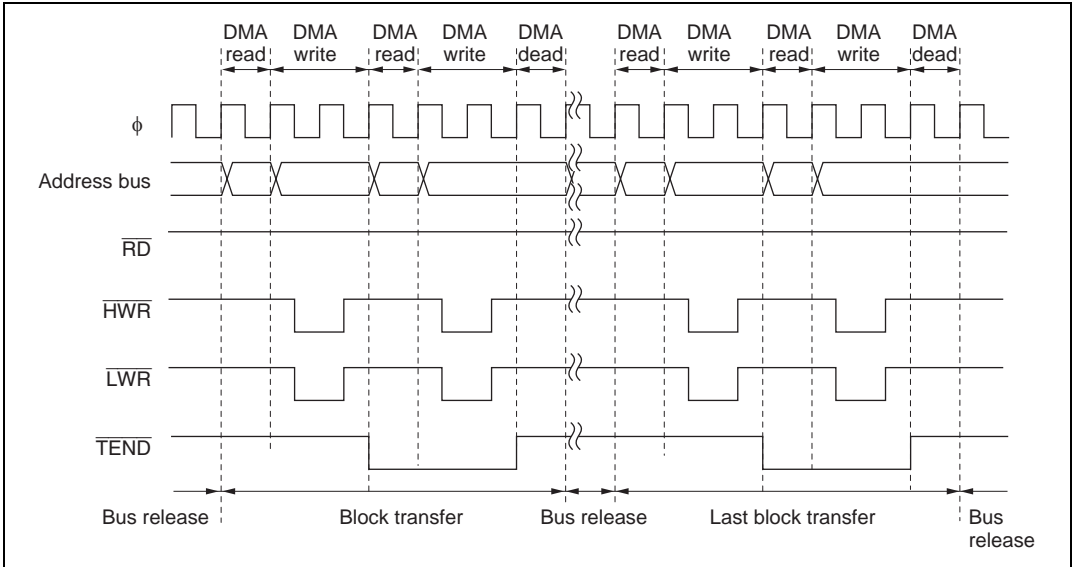 DMA read DMA write DMA read DMA write DMA dead DMA read DMA write DMA read DMA write DMA dead
ϕ
Address bus
RD
HWR
LWR
TEND
Bus release Block transfer Bus release Last block transfer Bus release